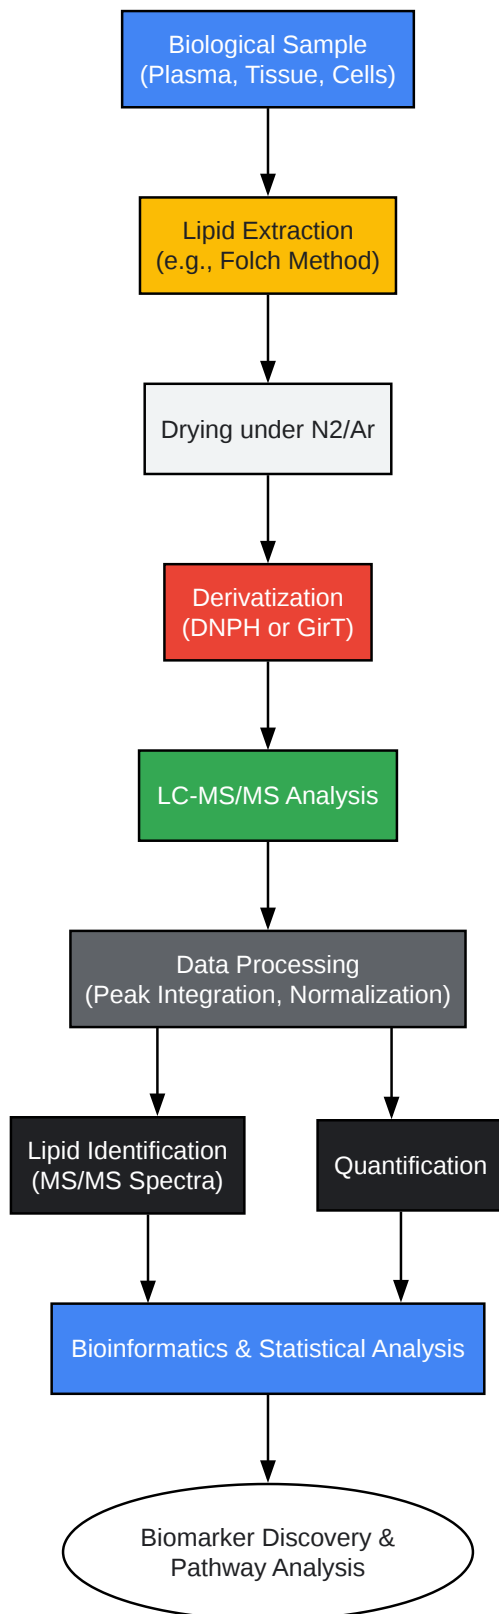 Biological Sample
(Plasma, Tissue, Cells)
Lipid Extraction
(e.g., Folch Method)
Drying under N2/Ar
Derivatization
(DNPH or GirT)
LC-MS/MS Analysis
Data Processing
(Peak Integration, Normalization)
Lipid Identification
(MS/MS Spectra)
Quantification
Bioinformatics & Statistical Analysis
Biomarker Discovery &
Pathway Analysis